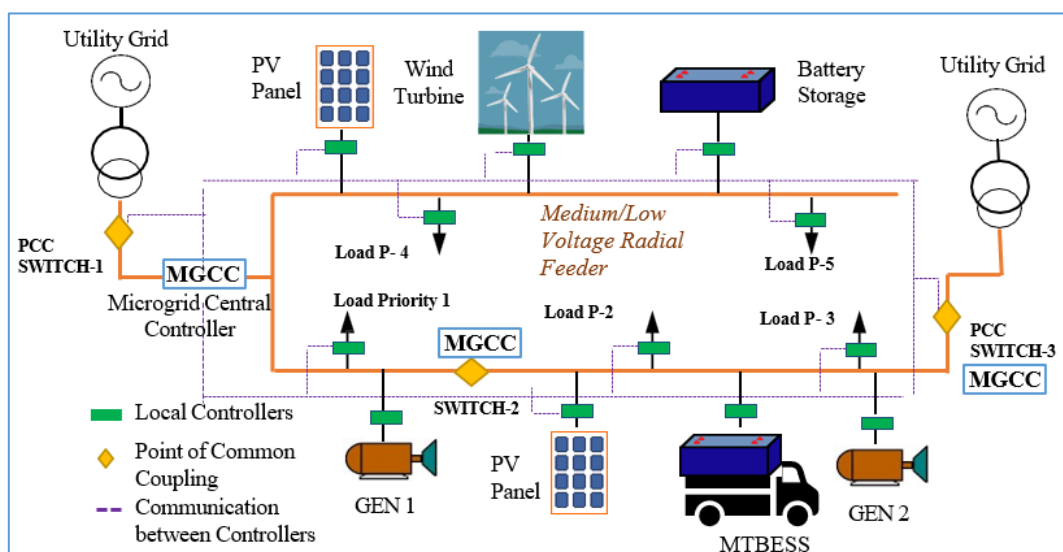 Utility Grid
PV
Panel
Wind
Turbine
Battery
Storage
Utility Grid
PCC
SWITCH-1
MGCC
Microgrid Central
Controller
Load P- 4
Medium/Low
Voltage Radial
Feeder
Load P-5
Load Priority 1
MGCC
SWITCH-2
Load P-2
Load P- 3
PCC
SWITCH-3
MGCC
Local Controllers
Point of Common
Coupling
Communication
between Controllers
GEN 1
PV
Panel
MTBESS
GEN 2